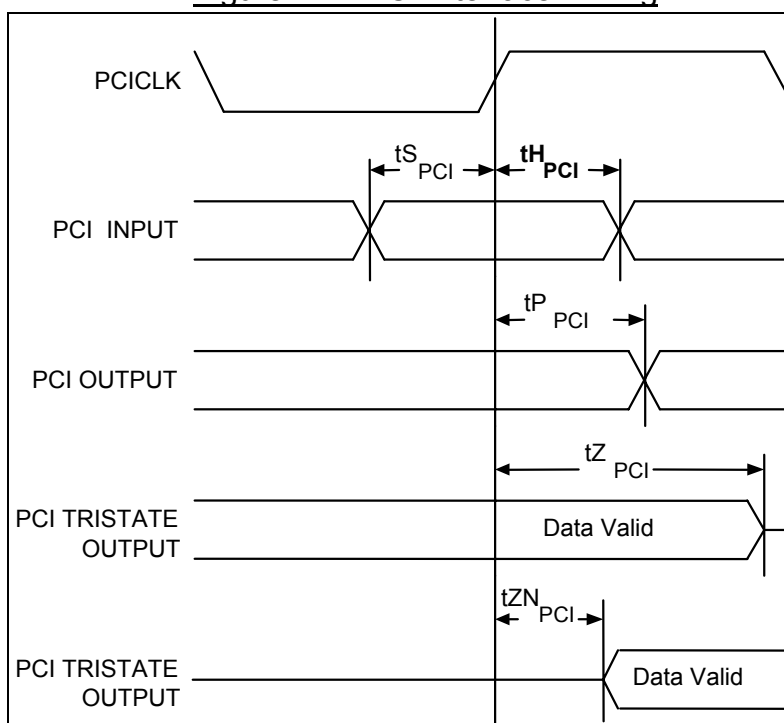 PCICLK
tS PCI
tH PCI
PCI INPUT
tP PCI
PCI OUTPUT
tZ PCI
PCI TRISTATE
OUTPUT
Data Valid
tZN PCI
PCI TRISTATE
OUTPUT
Data Valid